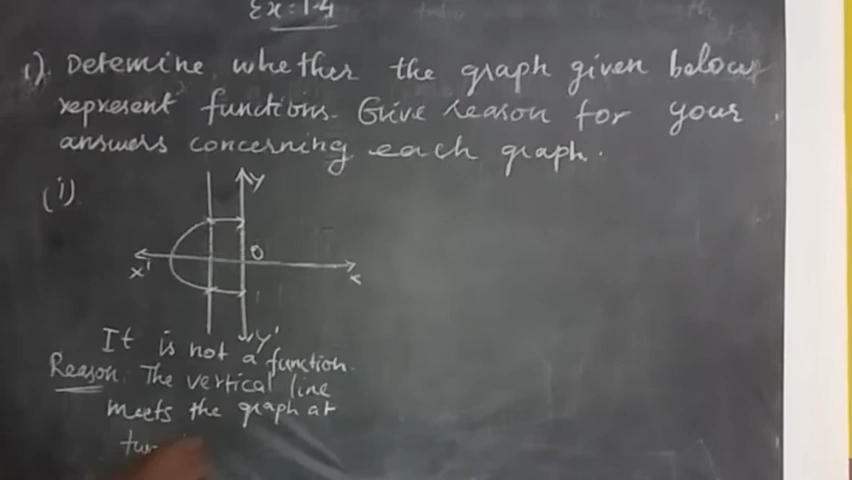 Ex: 1.4
1). Detemine whether the graph given below
represent functions. Give reason for your
answers concerning each graph.
(i)
Y
O
X'
X
Y'
It is not a function.
Reason: The vertical line
meets the graph at